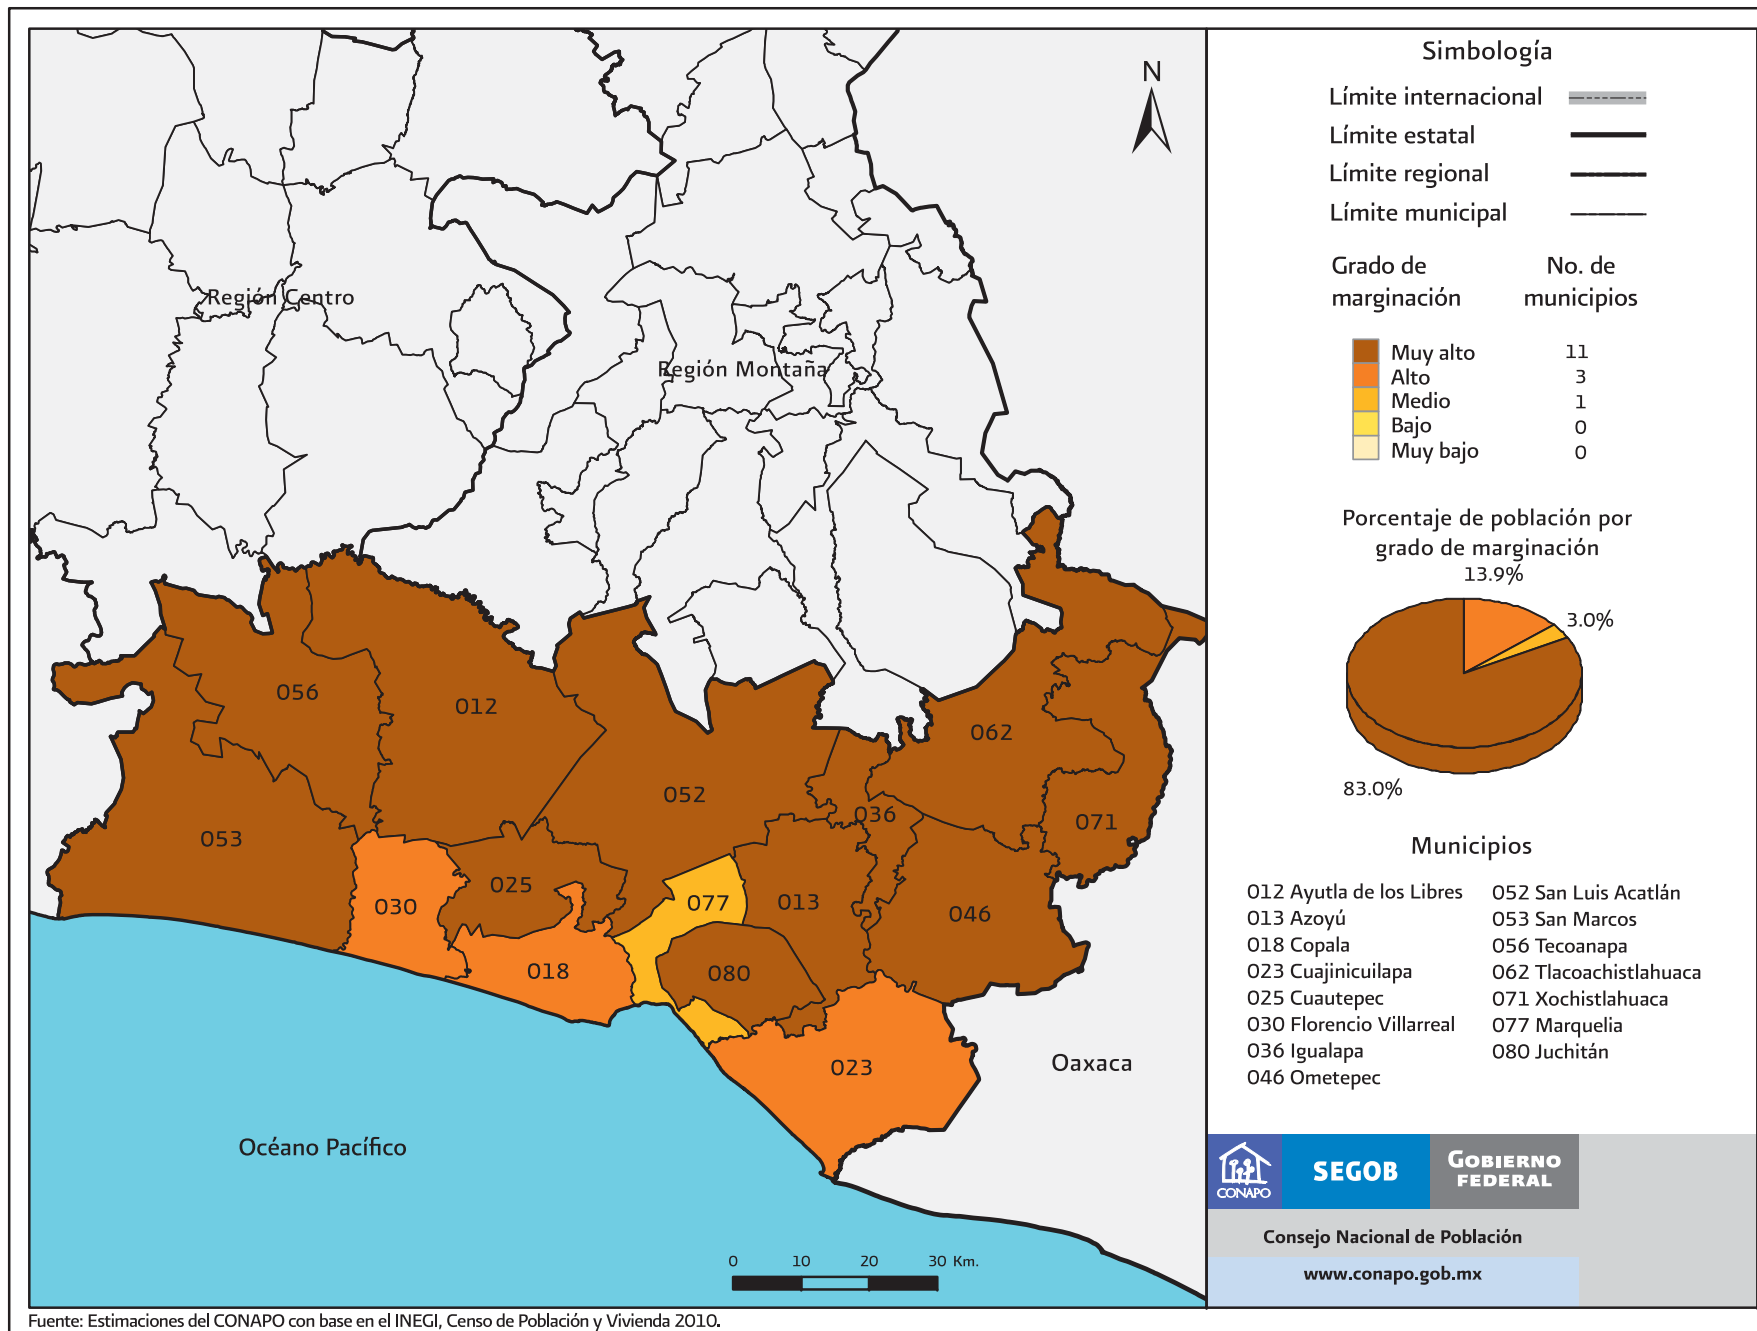 N
Región Centro
Región Montaña
056
012
062
052
036
071
053
025
077
013
030
046
018
080
023
Oaxaca
Océano Pacífico
0 10 20 30 Km.
Simbología
Límite internacional
Límite estatal
Límite regional
Límite municipal
Grado de marginación
No. de municipios
Muy alto 11
Alto 3
Medio 1
Bajo 0
Muy bajo 0
Porcentaje de población por
grado de marginación
13.9%
3.0%
83.0%
Municipios
012 Ayutla de los Libres
013 Azoyú
018 Copala
023 Cuajinicuilapa
025 Cuautepec
030 Florencio Villarreal
036 Igualapa
046 Ometepec
052 San Luis Acatlán
053 San Marcos
056 Tecoanapa
062 Tlacoachistlahuaca
071 Xochistlahuaca
077 Marquelia
080 Juchitán
CONAPO
SEGOB
GOBIERNO
FEDERAL
Consejo Nacional de Población
www.conapo.gob.mx
Fuente: Estimaciones del CONAPO con base en el INEGI, Censo de Población y Vivienda 2010.